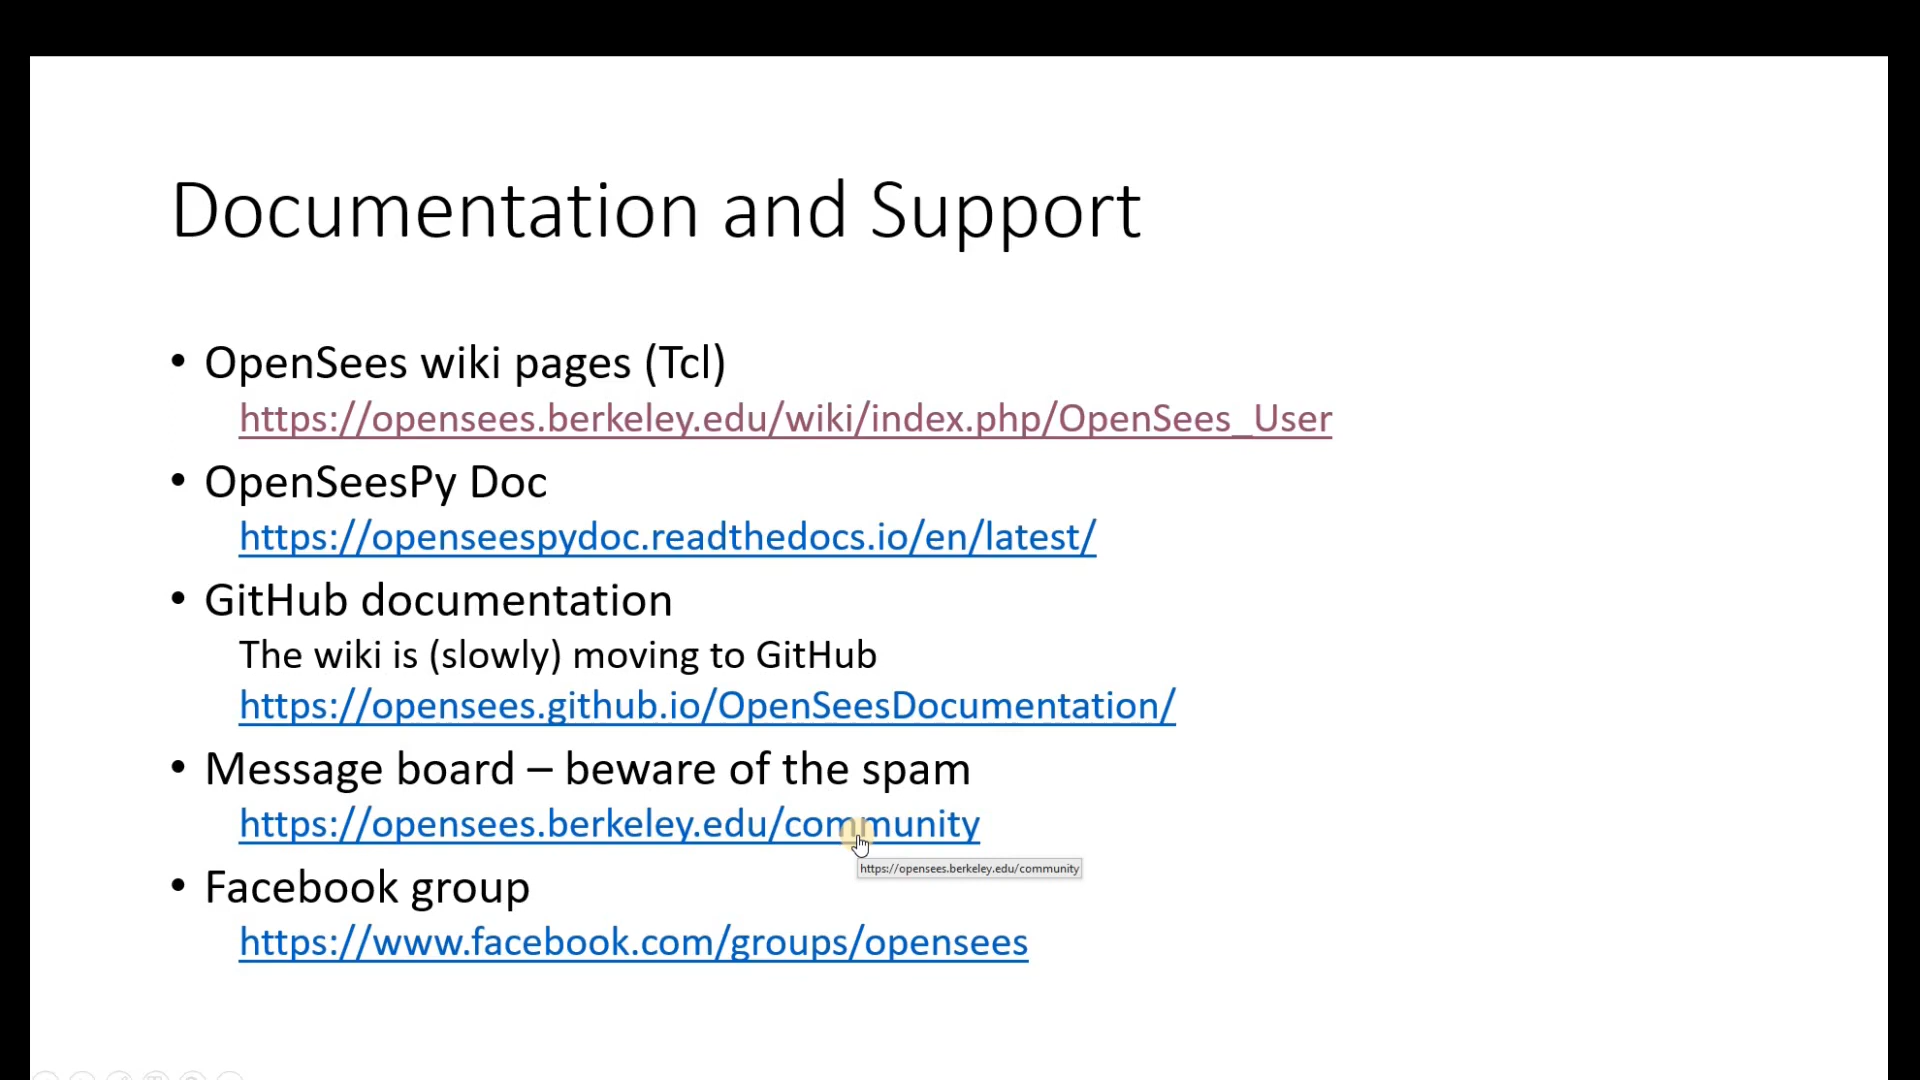 Documentation and Support
• OpenSees wiki pages (Tcl)
https://opensees.berkeley.edu/wiki/index.php/OpenSees_User
• OpenSeesPy Doc
https://openseespydoc.readthedocs.io/en/latest/
• GitHub documentation
The wiki is (slowly) moving to GitHub
https://opensees.github.io/OpenSeesDocumentation/
• Message board – beware of the spam
https://opensees.berkeley.edu/community
https://opensees.berkeley.edu/community
• Facebook group
https://www.facebook.com/groups/opensees